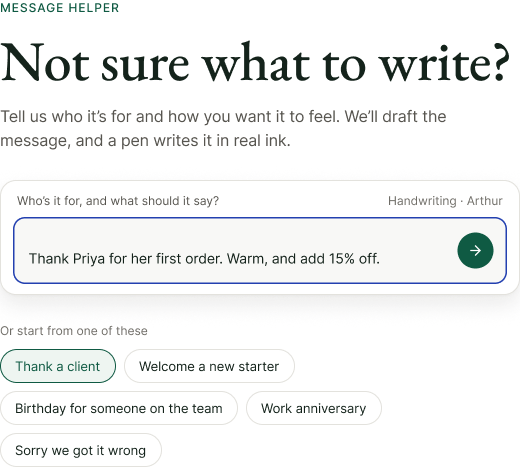 MESSAGE HELPER
Not sure what to write?
Tell us who it’s for and how you want it to feel. We’ll draft the
message, and a pen writes it in real ink.
Who’s it for, and what should it say?
Handwriting · Arthur
Thank Priya for her first order. Warm, and add 15% off.
Or start from one of these
Thank a client
Welcome a new starter
Birthday for someone on the team
Work anniversary
Sorry we got it wrong